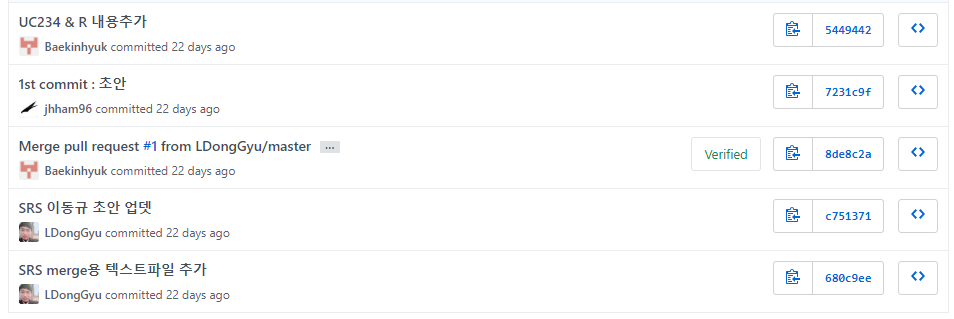 UC234 & R 내용추가
Baekinhyuk committed 22 days ago
5449442
1st commit : 초안
jhham96 committed 22 days ago
7231c9f
Merge pull request #1 from LDongGyu/master ...
Baekinhyuk committed 22 days ago
Verified
8de8c2a
SRS 이동규 초안 업뎃
LDongGyu committed 22 days ago
c751371
SRS merge용 텍스트파일 추가
LDongGyu committed 22 days ago
680c9ee